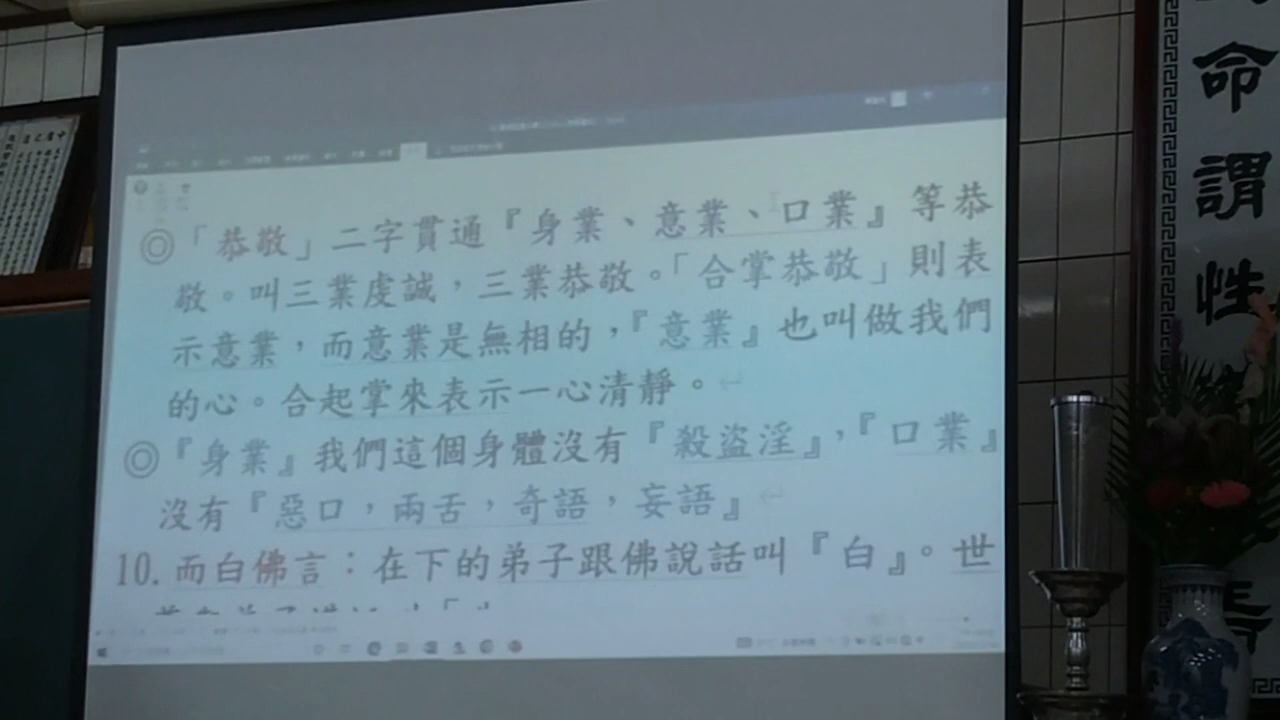 ◎「恭敬」二字貫通『身業、意業、口業』等恭
敬。叫三業虔誠，三業恭敬。「合掌恭敬」則表
示意業，而意業是無相的，『意業』也叫做我們
的心。合起掌來表示一心清靜。
◎『身業』我們這個身體沒有『殺盜淫』，『口業』
沒有『惡口，兩舌，奇語，妄語』
10. 而白佛言：在下的弟子跟佛說話叫『白』。世
命謂性